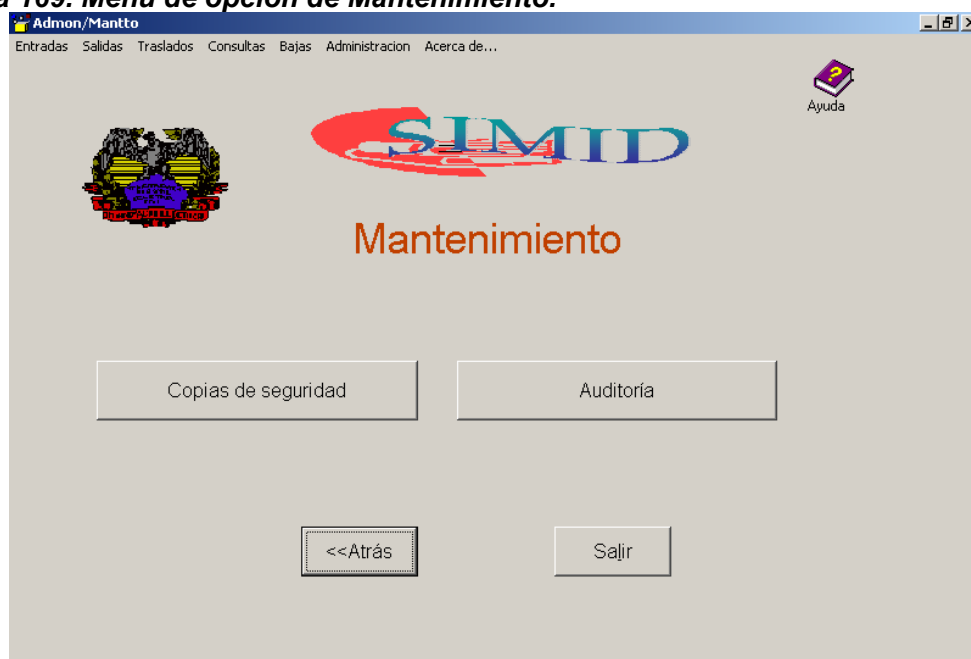 a 169. Menú de opción de Mantenimiento.
Admon/Mantto
Entradas Salidas Traslados Consultas Bajas Administracion Acerca de...
Ayuda
SIMID
Mantenimiento
Copias de seguridad Auditoría
<<Atrás Salir